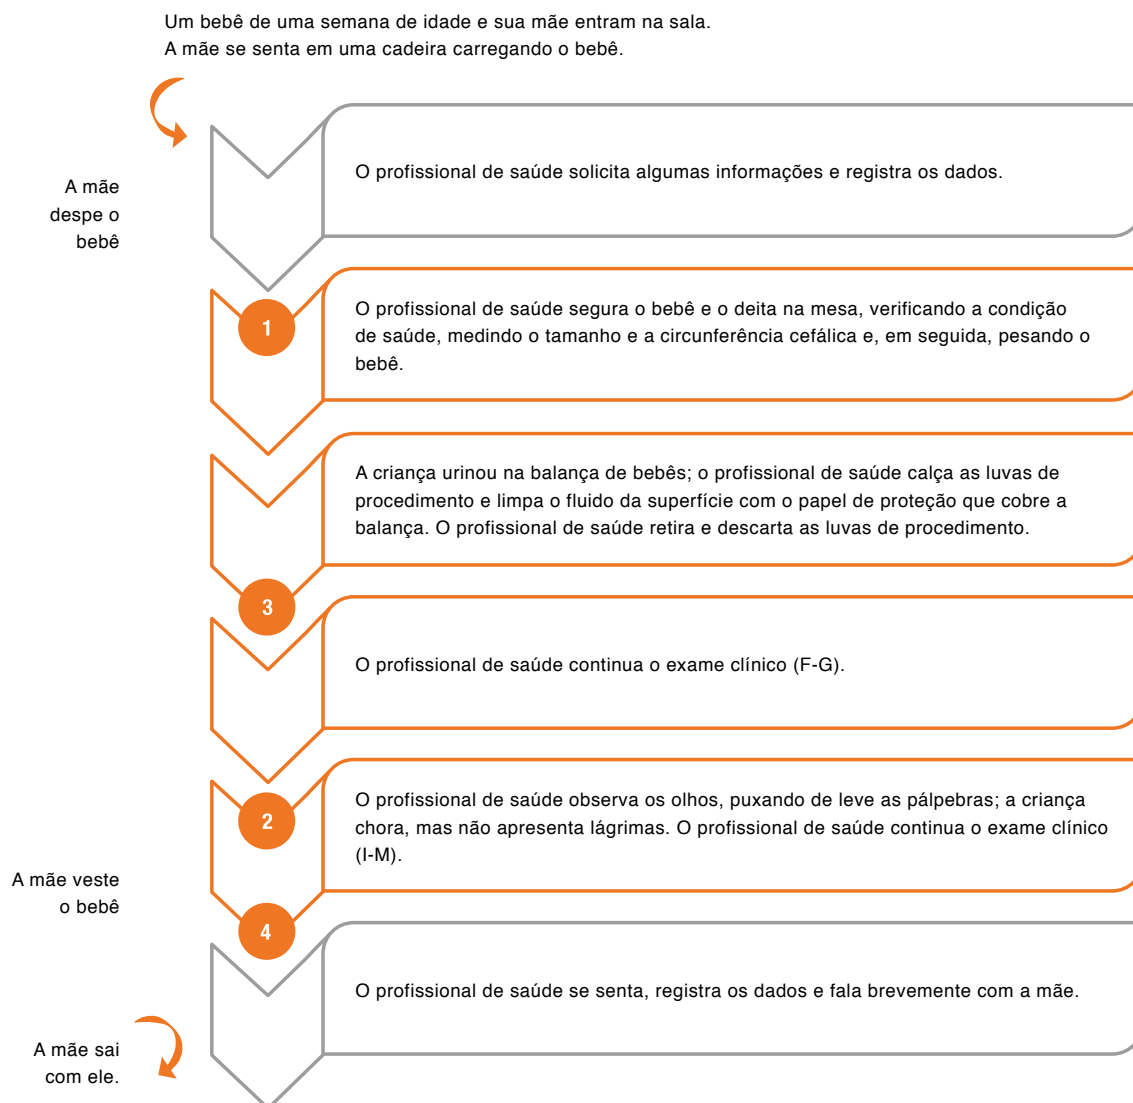 Um bebê de uma semana de idade e sua mãe entram na sala.
A mãe se senta em uma cadeira carregando o bebê.
O profissional de saúde solicita algumas informações e registra os dados.
A mãe
despe o
bebê
1
O profissional de saúde segura o bebê e o deita na mesa, verificando a condição
de saúde, medindo o tamanho e a circunferência cefálica e, em seguida, pesando o
bebê.
A criança urinou na balança de bebês; o profissional de saúde calça as luvas de
procedimento e limpa o fluido da superfície com o papel de proteção que cobre a
balança. O profissional de saúde retira e descarta as luvas de procedimento.
3
O profissional de saúde continua o exame clínico (F-G).
2
O profissional de saúde observa os olhos, puxando de leve as pálpebras; a criança
chora, mas não apresenta lágrimas. O profissional de saúde continua o exame clínico
(I-M).
A mãe veste
o bebê
4
O profissional de saúde se senta, registra os dados e fala brevemente com a mãe.
A mãe sai
com ele.